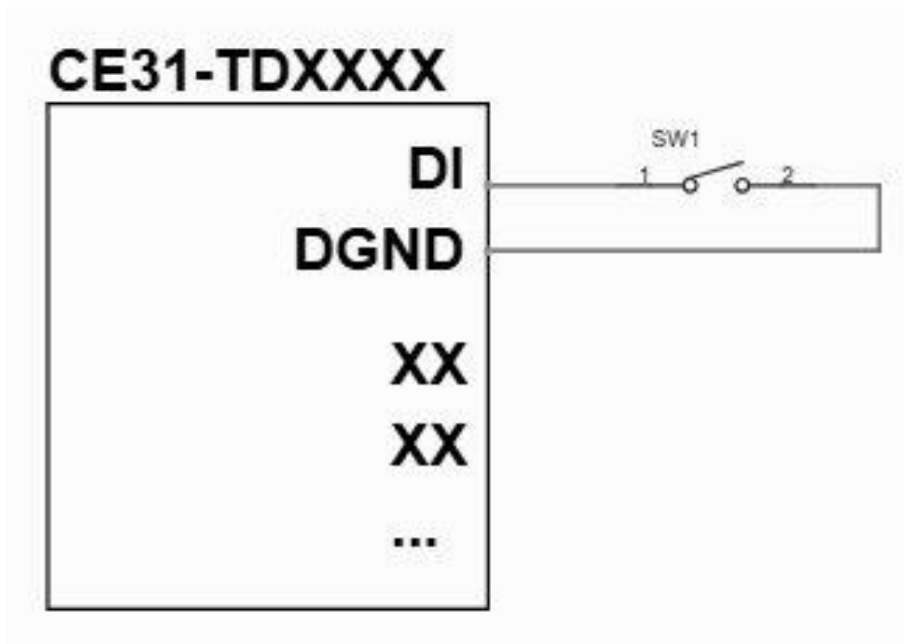 CE31-TDXXXX
SW1
DI
1 2
DGND
XX
XX
...